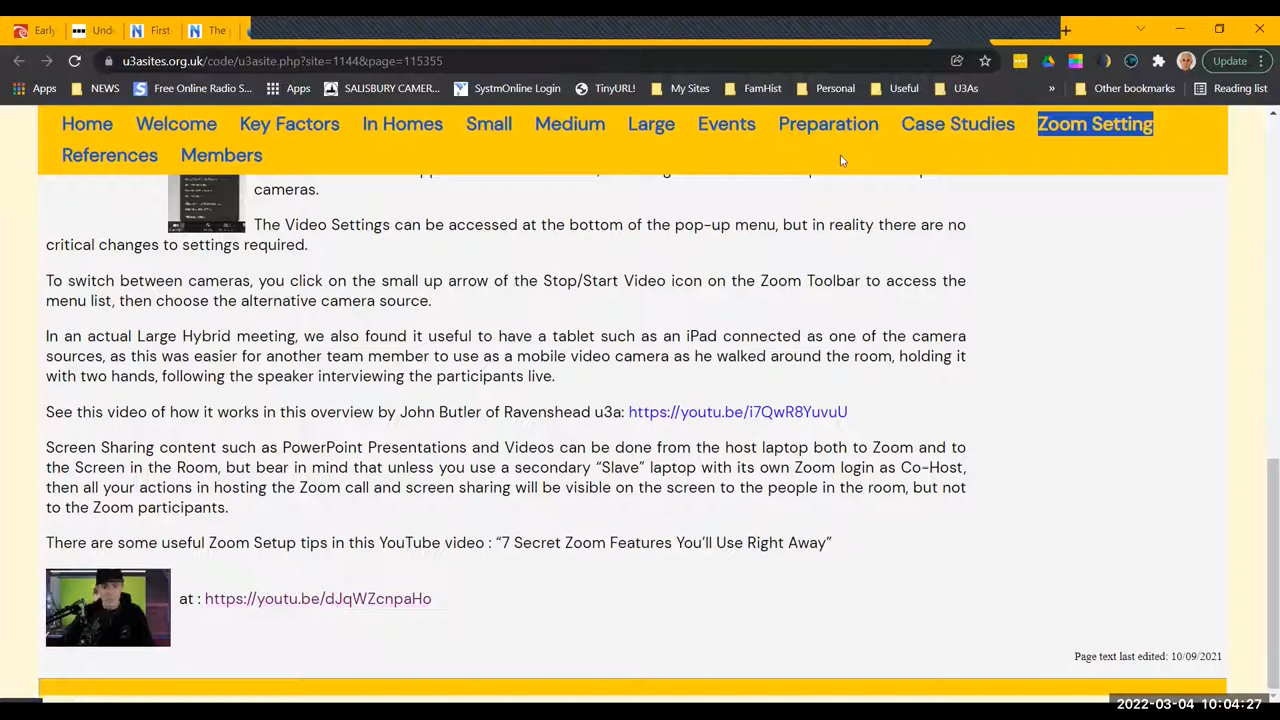 Early
Und
First
The
u3asites.org.uk/code/u3asite.php?site=1144&page=115355
Update
Apps NEWS Free Online Radio S... Apps SALISBURY CAMER... SystmOnline Login TinyURL! My Sites FamHist Personal Useful U3As » Other bookmarks Reading list
Home Welcome Key Factors In Homes Small Medium Large Events Preparation Case Studies Zoom Setting
References Members
cameras.
The Video Settings can be accessed at the bottom of the pop-up menu, but in reality there are no
critical changes to settings required.
To switch between cameras, you click on the small up arrow of the Stop/Start Video icon on the Zoom Toolbar to access the
menu list, then choose the alternative camera source.
In an actual Large Hybrid meeting, we also found it useful to have a tablet such as an iPad connected as one of the camera
sources, as this was easier for another team member to use as a mobile video camera as he walked around the room, holding it
with two hands, following the speaker interviewing the participants live.
See this video of how it works in this overview by John Butler of Ravenshead u3a: https://youtu.be/i7QwR8YuvuU
Screen Sharing content such as PowerPoint Presentations and Videos can be done from the host laptop both to Zoom and to
the Screen in the Room, but bear in mind that unless you use a secondary “Slave” laptop with its own Zoom login as Co-Host,
then all your actions in hosting the Zoom call and screen sharing will be visible on the screen to the people in the room, but not
to the Zoom participants.
There are some useful Zoom Setup tips in this YouTube video : “7 Secret Zoom Features You’ll Use Right Away”
at : https://youtu.be/dJqWZcnpaHo
Page text last edited: 10/09/2021
2022-03-04 10:04:27